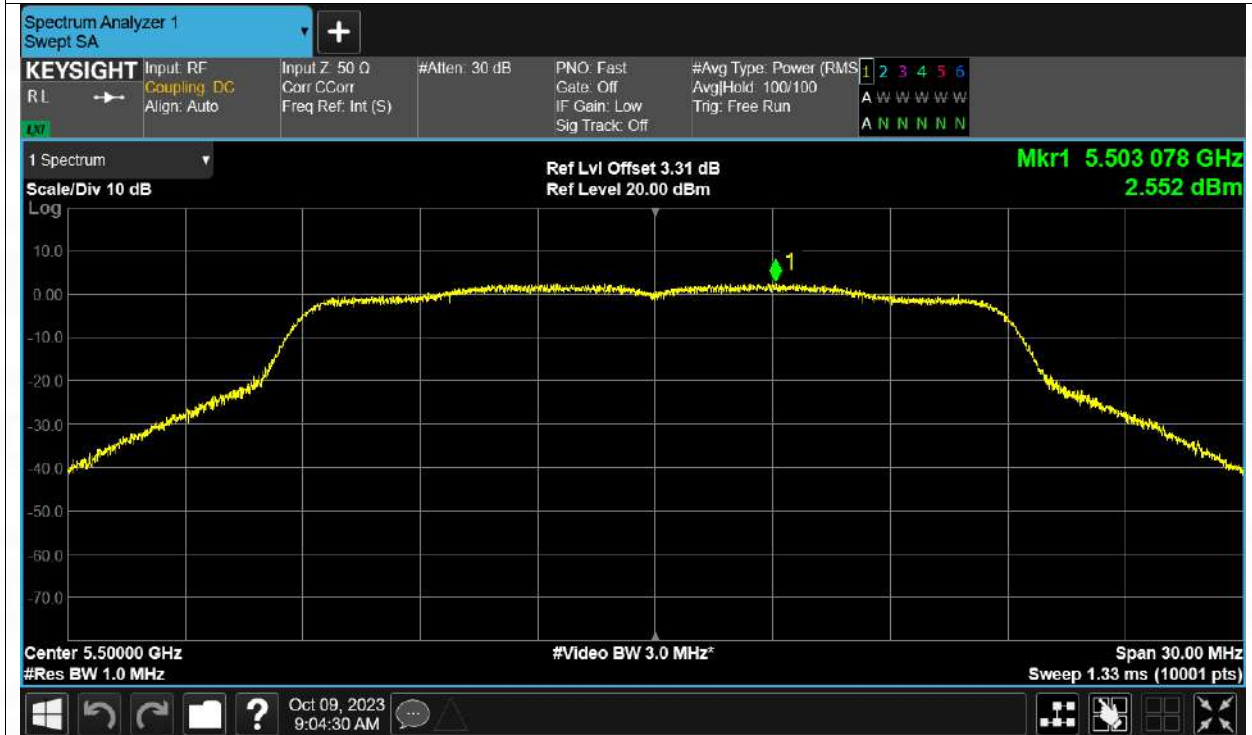 Spectrum Analyzer 1
Swept SA
+
KEYSIGHT
RL
LXI
Input: RF
Coupling: DC
Align: Auto
Input Z: 50 Ω
Corr CCorr
Freq Ref: Int (S)
#Atten: 30 dB
PNO: Fast
Gate: Off
IF Gain: Low
Sig Track: Off
#Avg Type: Power (RMS
Avg|Hold: 100/100
Trig: Free Run
1 2 3 4 5 6
A W W W W W
A N N N N N
1 Spectrum
Scale/Div 10 dB
Log
Ref Lvl Offset 3.31 dB
Ref Level 20.00 dBm
Mkr1 5.503 078 GHz
2.552 dBm
1
10.0
0.00
-10.0
-20.0
-30.0
-40.0
-50.0
-60.0
-70.0
Center 5.50000 GHz
#Res BW 1.0 MHz
#Video BW 3.0 MHz*
Span 30.00 MHz
Sweep 1.33 ms (10001 pts)
?
Oct 09, 2023
9:04:30 AM